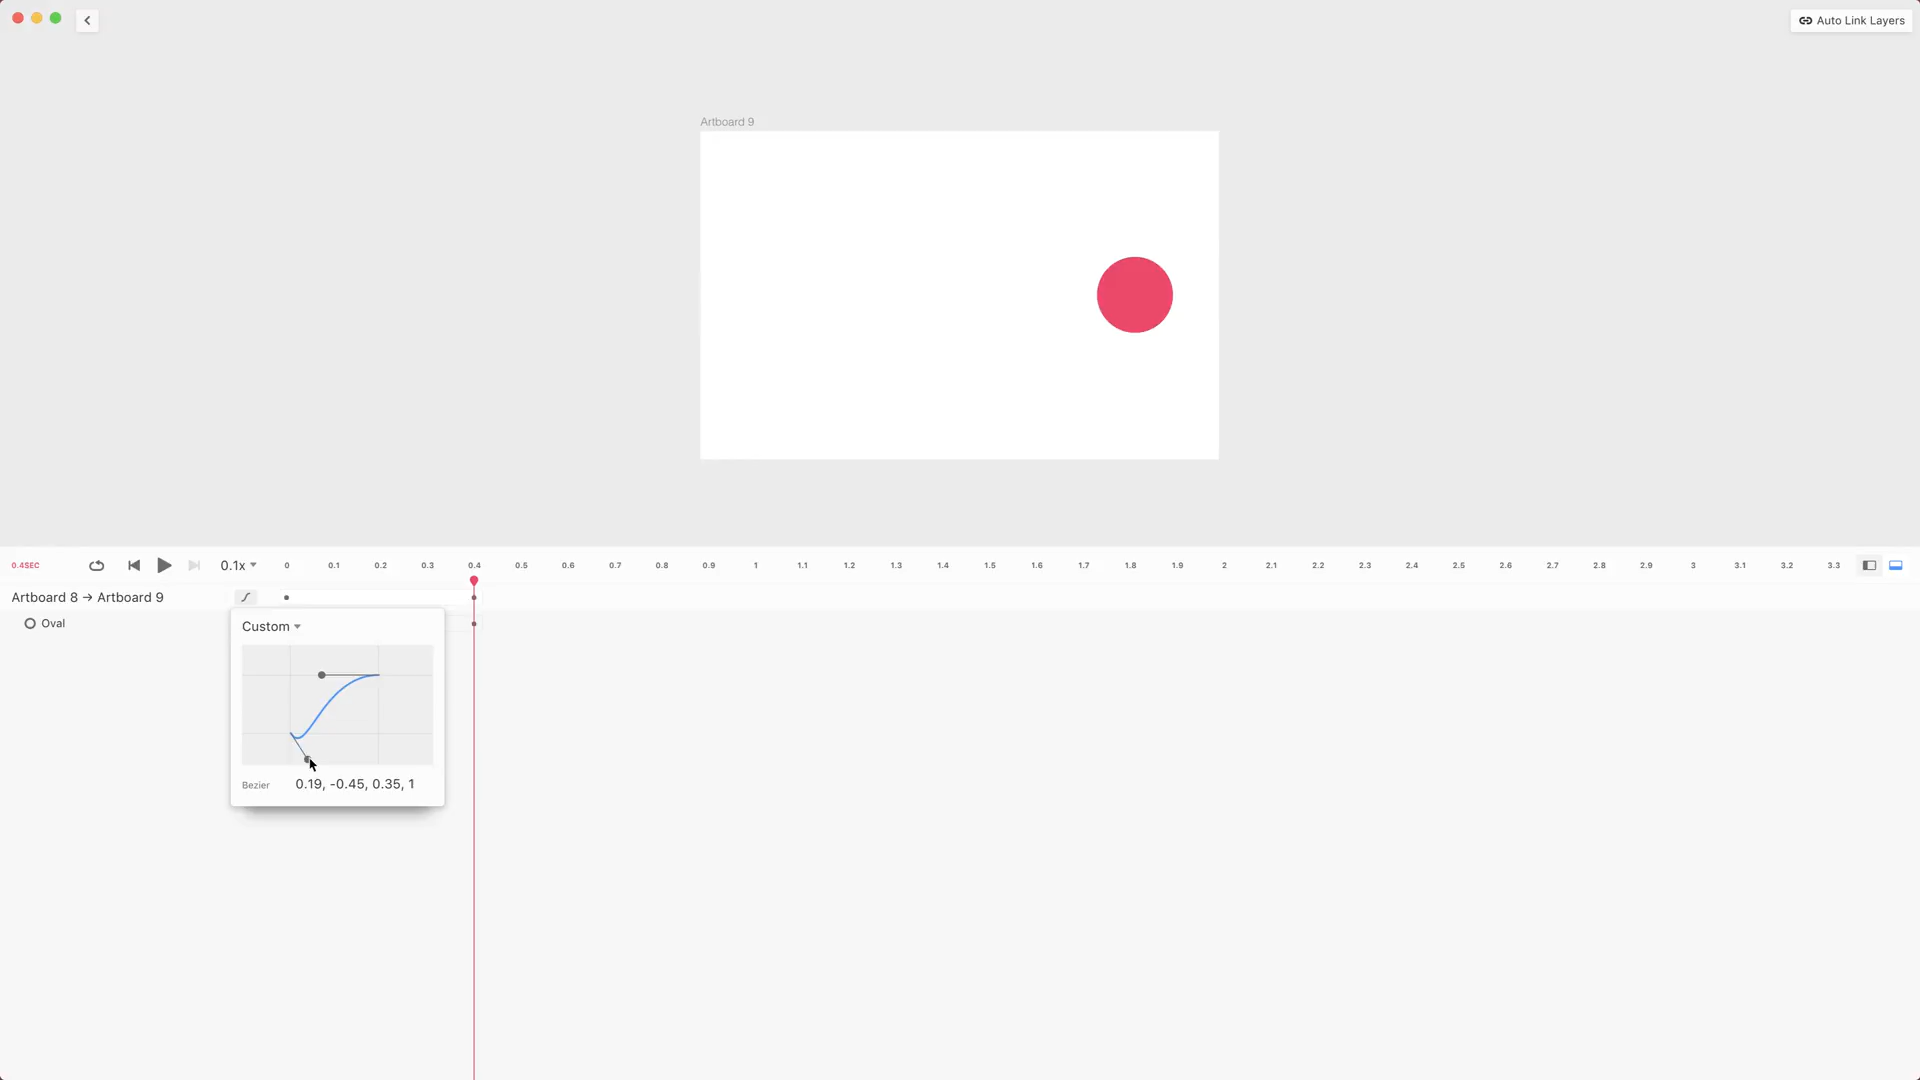 Auto Link Layers
Artboard 9
0.4SEC 0.1x 0 0.1 0.2 0.3 0.4 0.5 0.6 0.7 0.8 0.9 1 1.1 1.2 1.3 1.4 1.5 1.6 1.7 1.8 1.9 2 2.1 2.2 2.3 2.4 2.5 2.6 2.7 2.8 2.9 3 3.1 3.2 3.3
Artboard 8 → Artboard 9
Oval
Custom
Bezier 0.19, -0.45, 0.35, 1